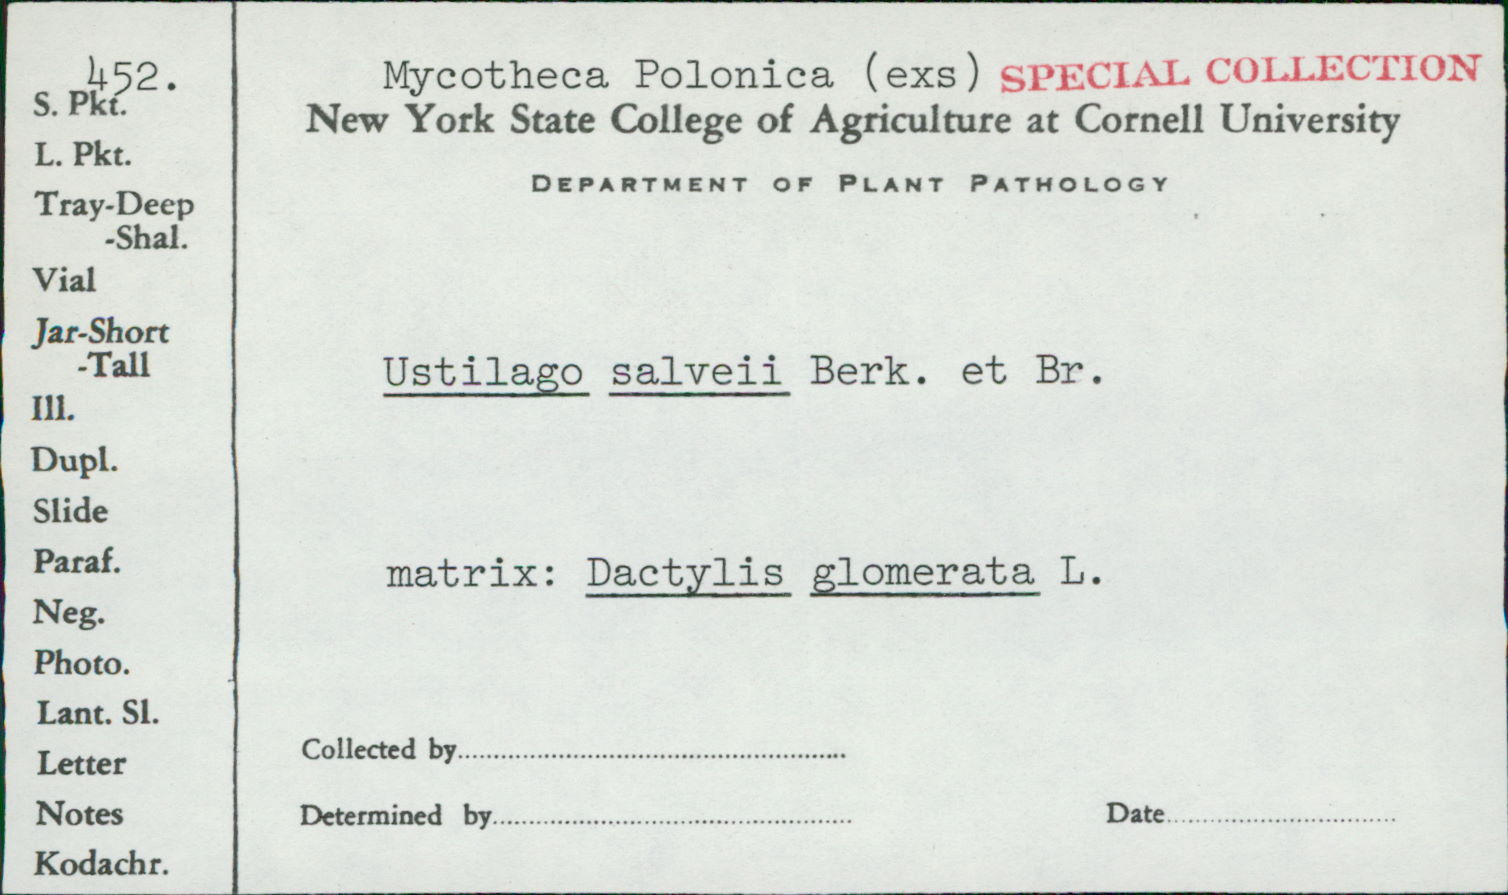 452.
S. Pkt.
L. Pkt.
Tray-Deep
-Shal.
Vial
Jar-Short
-Tall
Ill.
Dupl.
Slide
Paraf.
Neg.
Photo.
Lant. Sl.
Letter
Notes
Kodachr.
Mycotheca Polonica (exs) SPECIAL COLLECTION
New York State College of Agriculture at Cornell University
DEPARTMENT OF PLANT PATHOLOGY
Ustilago salveii Berk. et Br.
matrix: Dactylis glomerata L.
Collected by
Determined by
Date